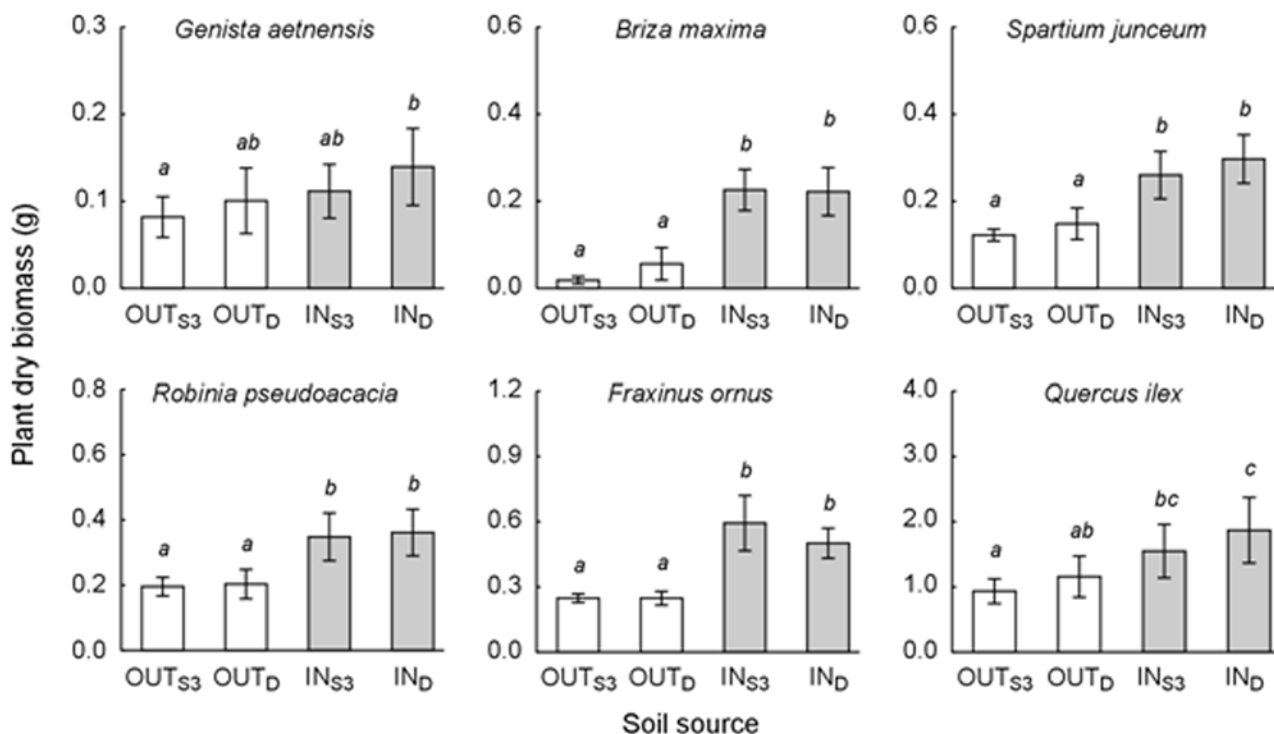 Plant dry biomass (g)
Genista aetnensis
0.3
0.2
0.1
0.0
a
ab
ab
b
OUTS3 OUTD INS3 IND
Briza maxima
0.6
0.4
0.2
0.0
a
a
b
b
OUTS3 OUTD INS3 IND
Spartium junceum
0.6
0.4
0.2
0.0
a
a
b
b
OUTS3 OUTD INS3 IND
Robinia pseudoacacia
0.8
0.6
0.4
0.2
0.0
a
a
b
b
OUTS3 OUTD INS3 IND
Fraxinus ornus
1.2
0.9
0.6
0.3
0.0
a
a
b
b
OUTS3 OUTD INS3 IND
Quercus ilex
4.0
3.0
2.0
1.0
0.0
a
ab
bc
c
OUTS3 OUTD INS3 IND
Soil source